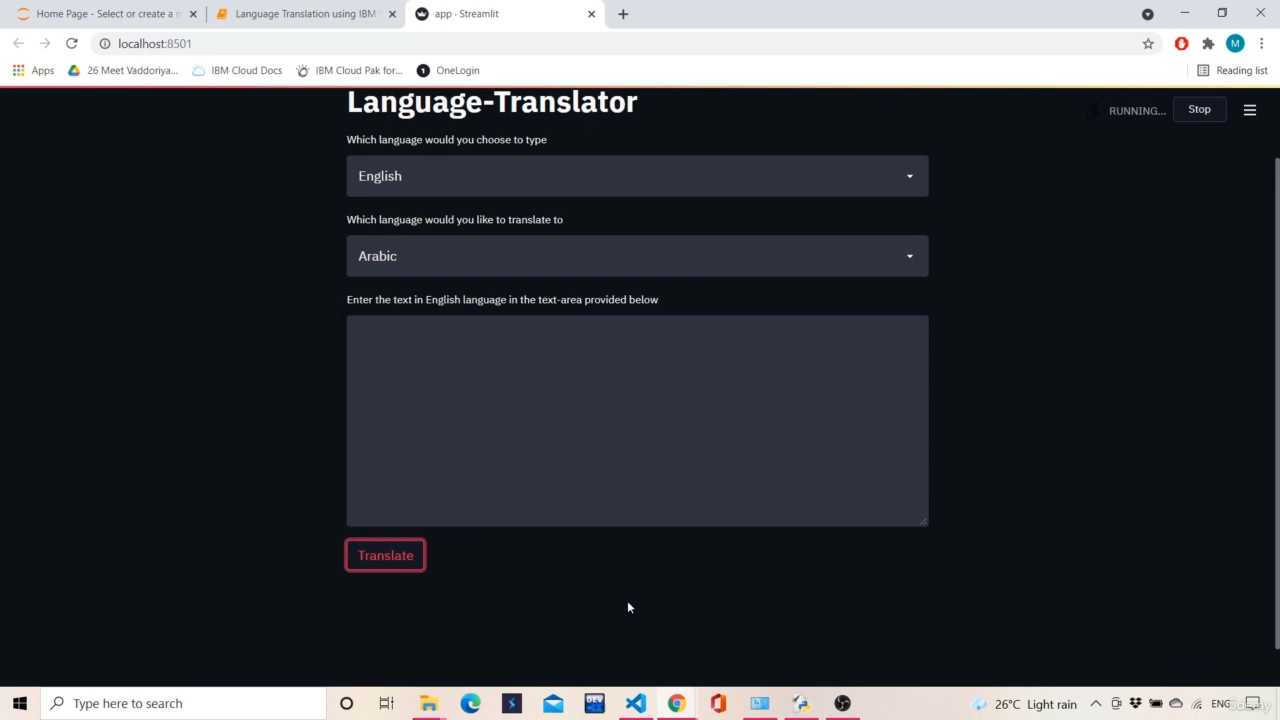 Home Page - Select or create a n
Language Translation using IBM
app · Streamlit
localhost:8501
Apps
26 Meet Vaddoriya...
IBM Cloud Docs
IBM Cloud Pak for...
OneLogin
Reading list
Language-Translator
RUNNING...
Stop
Which language would you choose to type
English
Which language would you like to translate to
Arabic
Enter the text in English language in the text-area provided below
Translate
Type here to search
DEV
26°C Light rain
ENG
Udemy